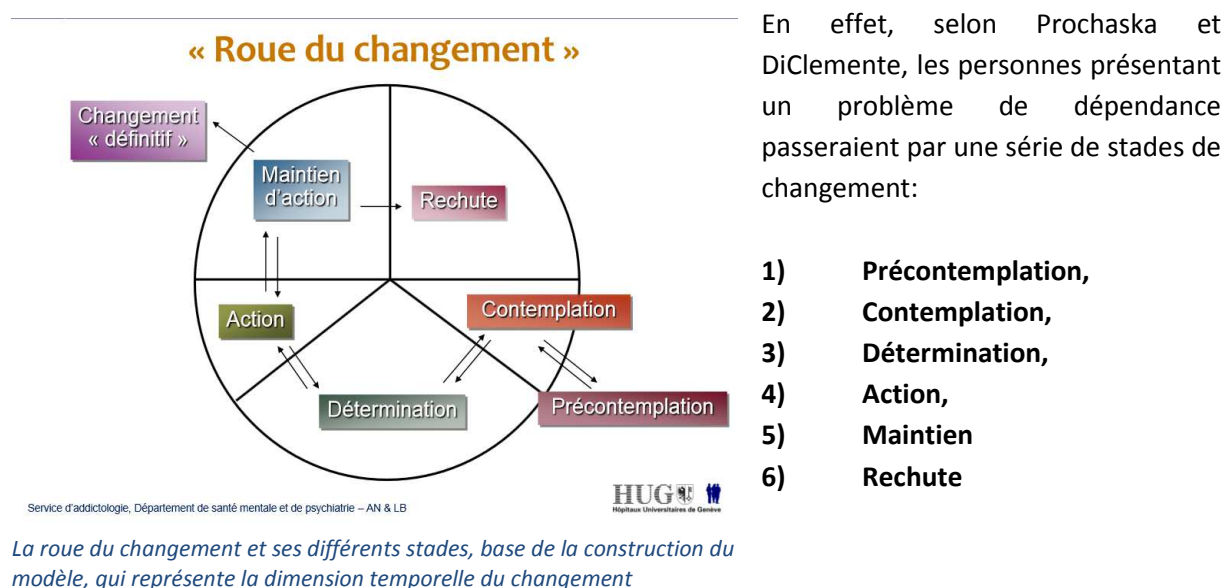 « Roue du changement »
Changement
« définitif »
Maintien
d'action
Rechute
Action
Contemplation
Détermination
Précontemplation
Service d'addictologie, Département de santé mentale et de psychiatrie – AN & LB
HUG
Hôpitaux Universitaires de Genève
La roue du changement et ses différents stades, base de la construction du
modèle, qui représente la dimension temporelle du changement
En effet, selon Prochaska et
DiClemente, les personnes présentant
un problème de dépendance
passeraient par une série de stades de
changement:
1) Précontemplation,
2) Contemplation,
3) Détermination,
4) Action,
5) Maintien
6) Rechute